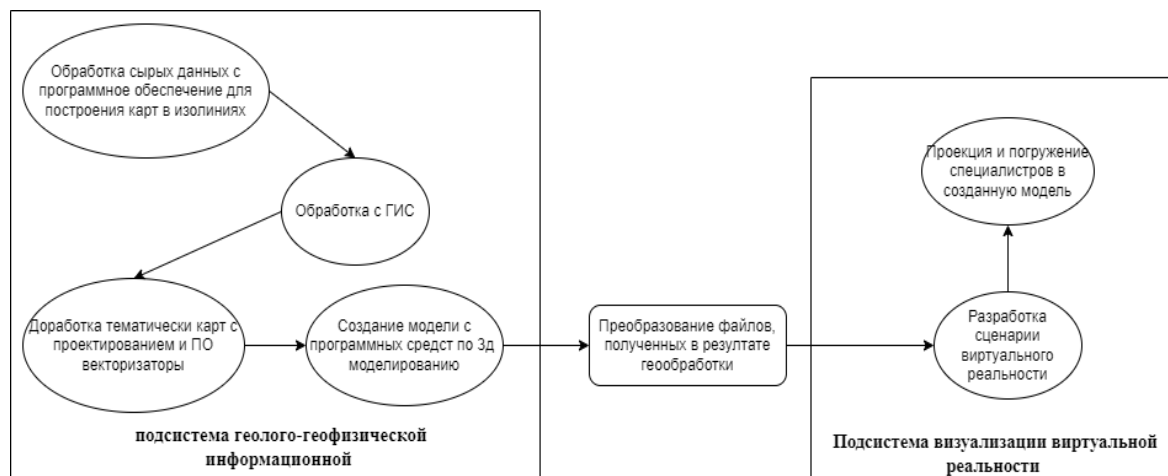 Обработка сырых данных с
программное обеспечение для
построения карт в изолиниях
Обработка с ГИС
Доработка тематически карт с
проектированием и ПО
векторизаторы
Создание модели с
программных средст по 3д
моделированию
подсистема геолого-геофизической
информационной
Преобразование файлов,
полученных в резултате
геообработки
Проекция и погружение
специалистров в
созданную модель
Разработка
сценарии
виртуального
реальности
Подсистема визуализации виртуальной
реальности